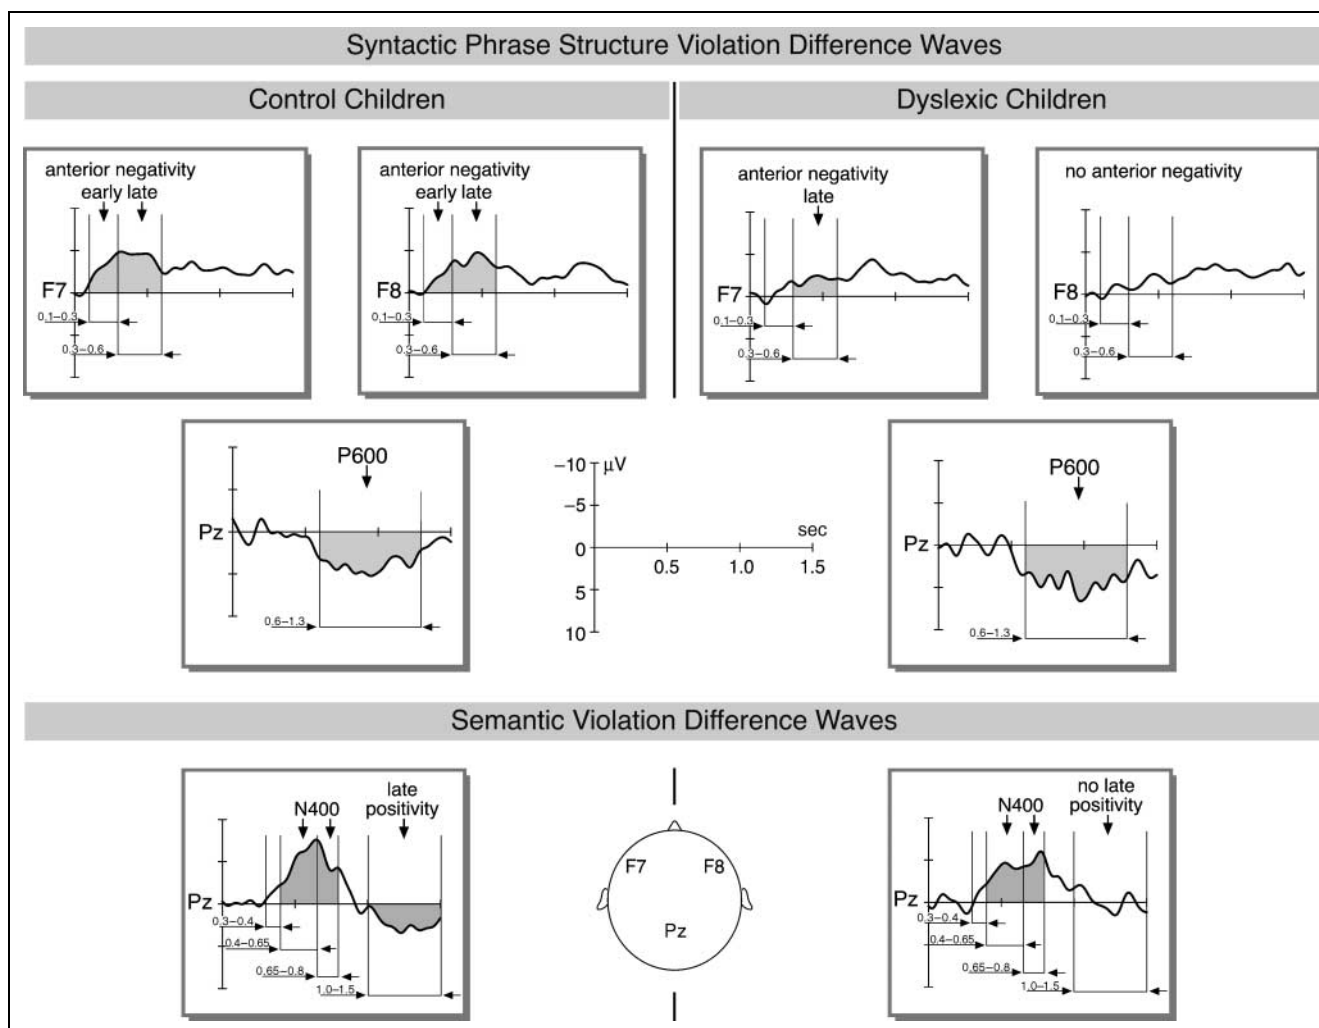 Syntactic Phrase Structure Violation Difference Waves
Control Children
Dyslexic Children
anterior negativity
early late
F7
0,1–0.3
0.3–0.6
anterior negativity
early late
F8
0,1–0.3
0.3–0.6
anterior negativity
late
F7
0,1–0.3
0.3–0.6
no anterior negativity
F8
0,1–0.3
0.3–0.6
P600
Pz
0.6–1.3
−10 µV
−5
0
5
10
sec
0.5 1.0 1.5
P600
Pz
0.6–1.3
Semantic Violation Difference Waves
N400
late
positivity
Pz
0.3–0.4
0.4–0.65
0,65–0.8
1.0–1.5
F7 F8
Pz
N400
no late
positivity
Pz
0.3–0.4
0.4–0.65
0.65–0.8
1.0–1.5